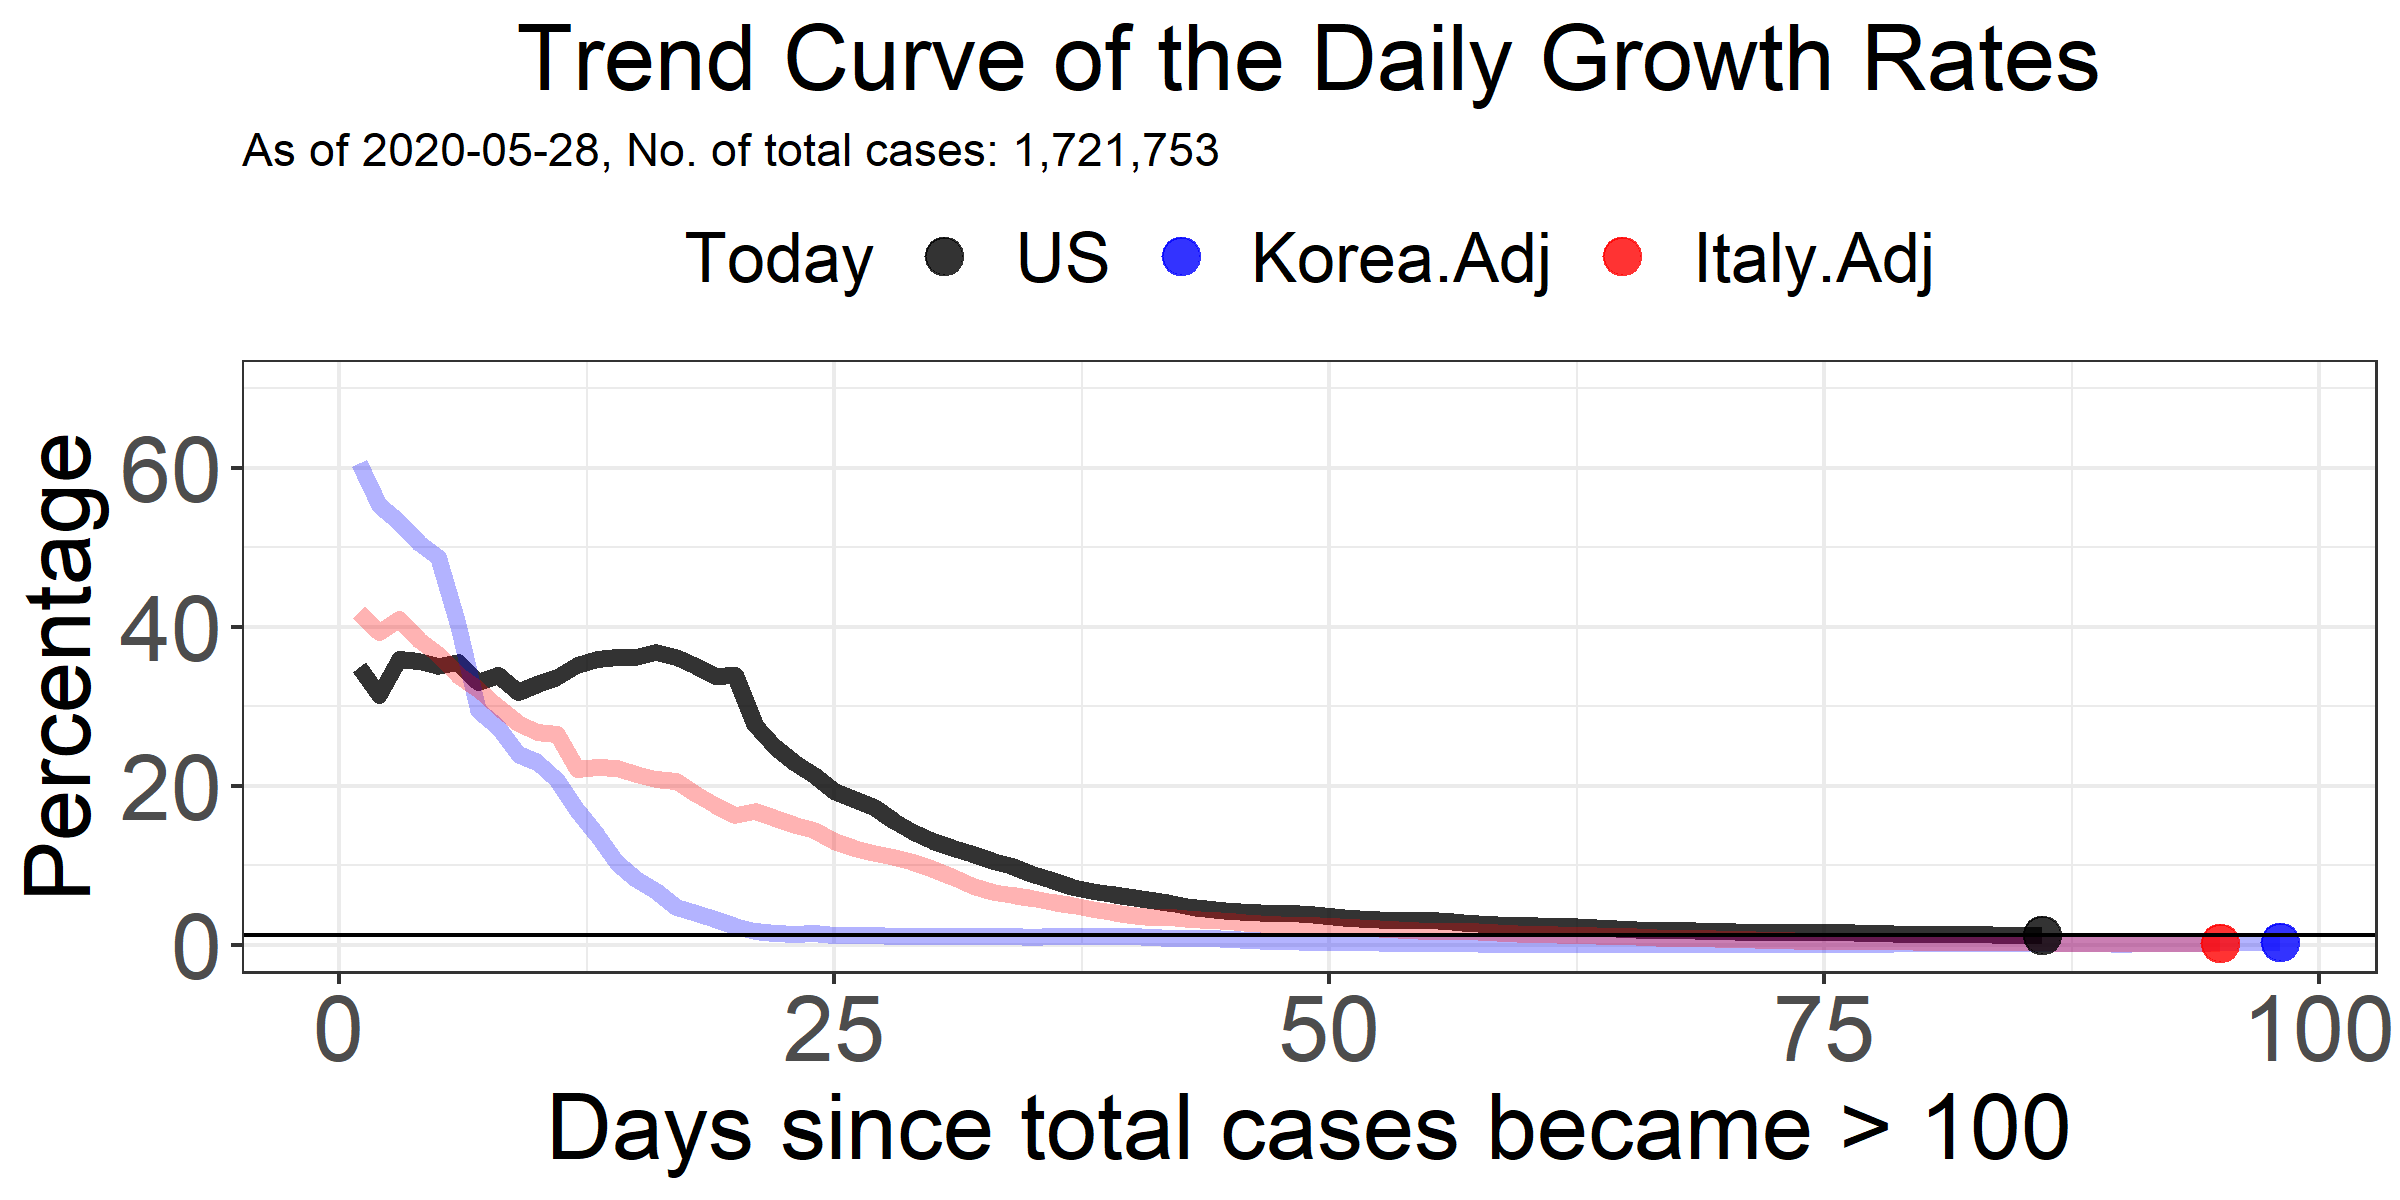 Trend Curve of the Daily Growth Rates
As of 2020-05-28, No. of total cases: 1,721,753
Today US Korea.Adj Italy.Adj
Percentage
60
40
20
0
0 25 50 75 100
Days since total cases became > 100